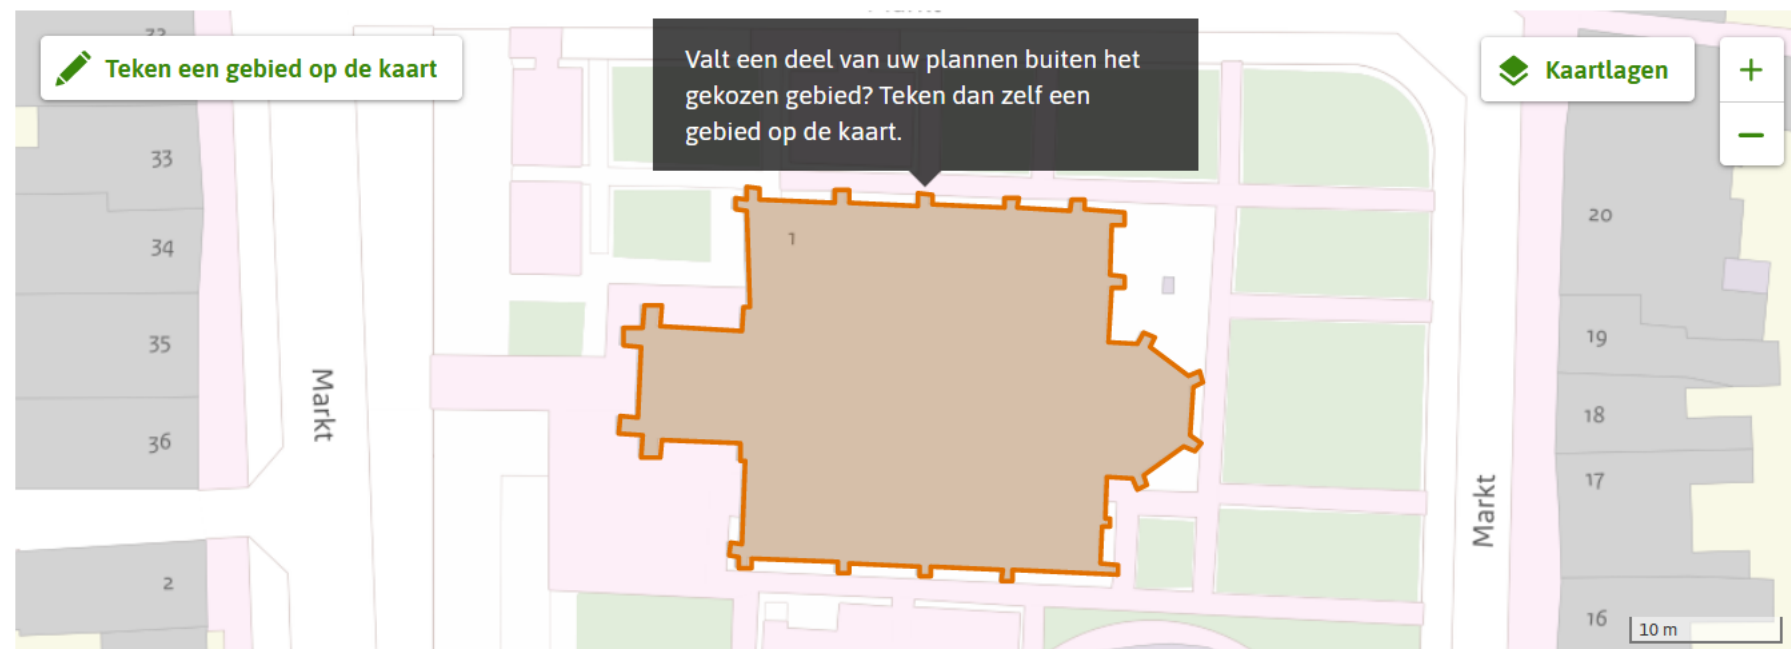 Teken een gebied op de kaart
Valt een deel van uw plannen buiten het
gekozen gebied? Teken dan zelf een
gebied op de kaart.
Kaartlagen
+
−
33
34
35
36
2
Markt
1
Markt
20
19
18
17
16
10 m